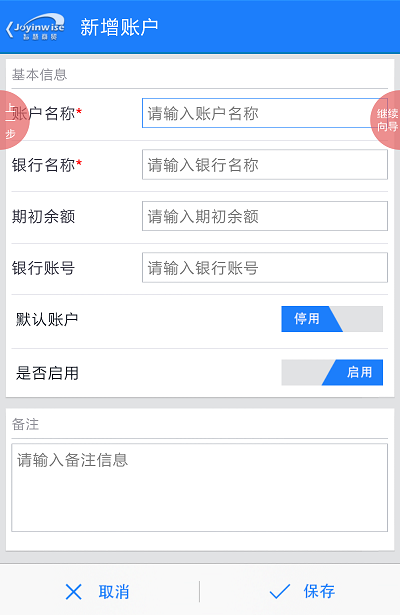 Joyinwise
智慧商贸
新增账户
基本信息
上一步
继续向导
账户名称*
请输入账户名称
银行名称*
请输入银行名称
期初余额
请输入期初余额
银行账号
请输入银行账号
默认账户
停用
是否启用
启用
备注
请输入备注信息
取消
保存